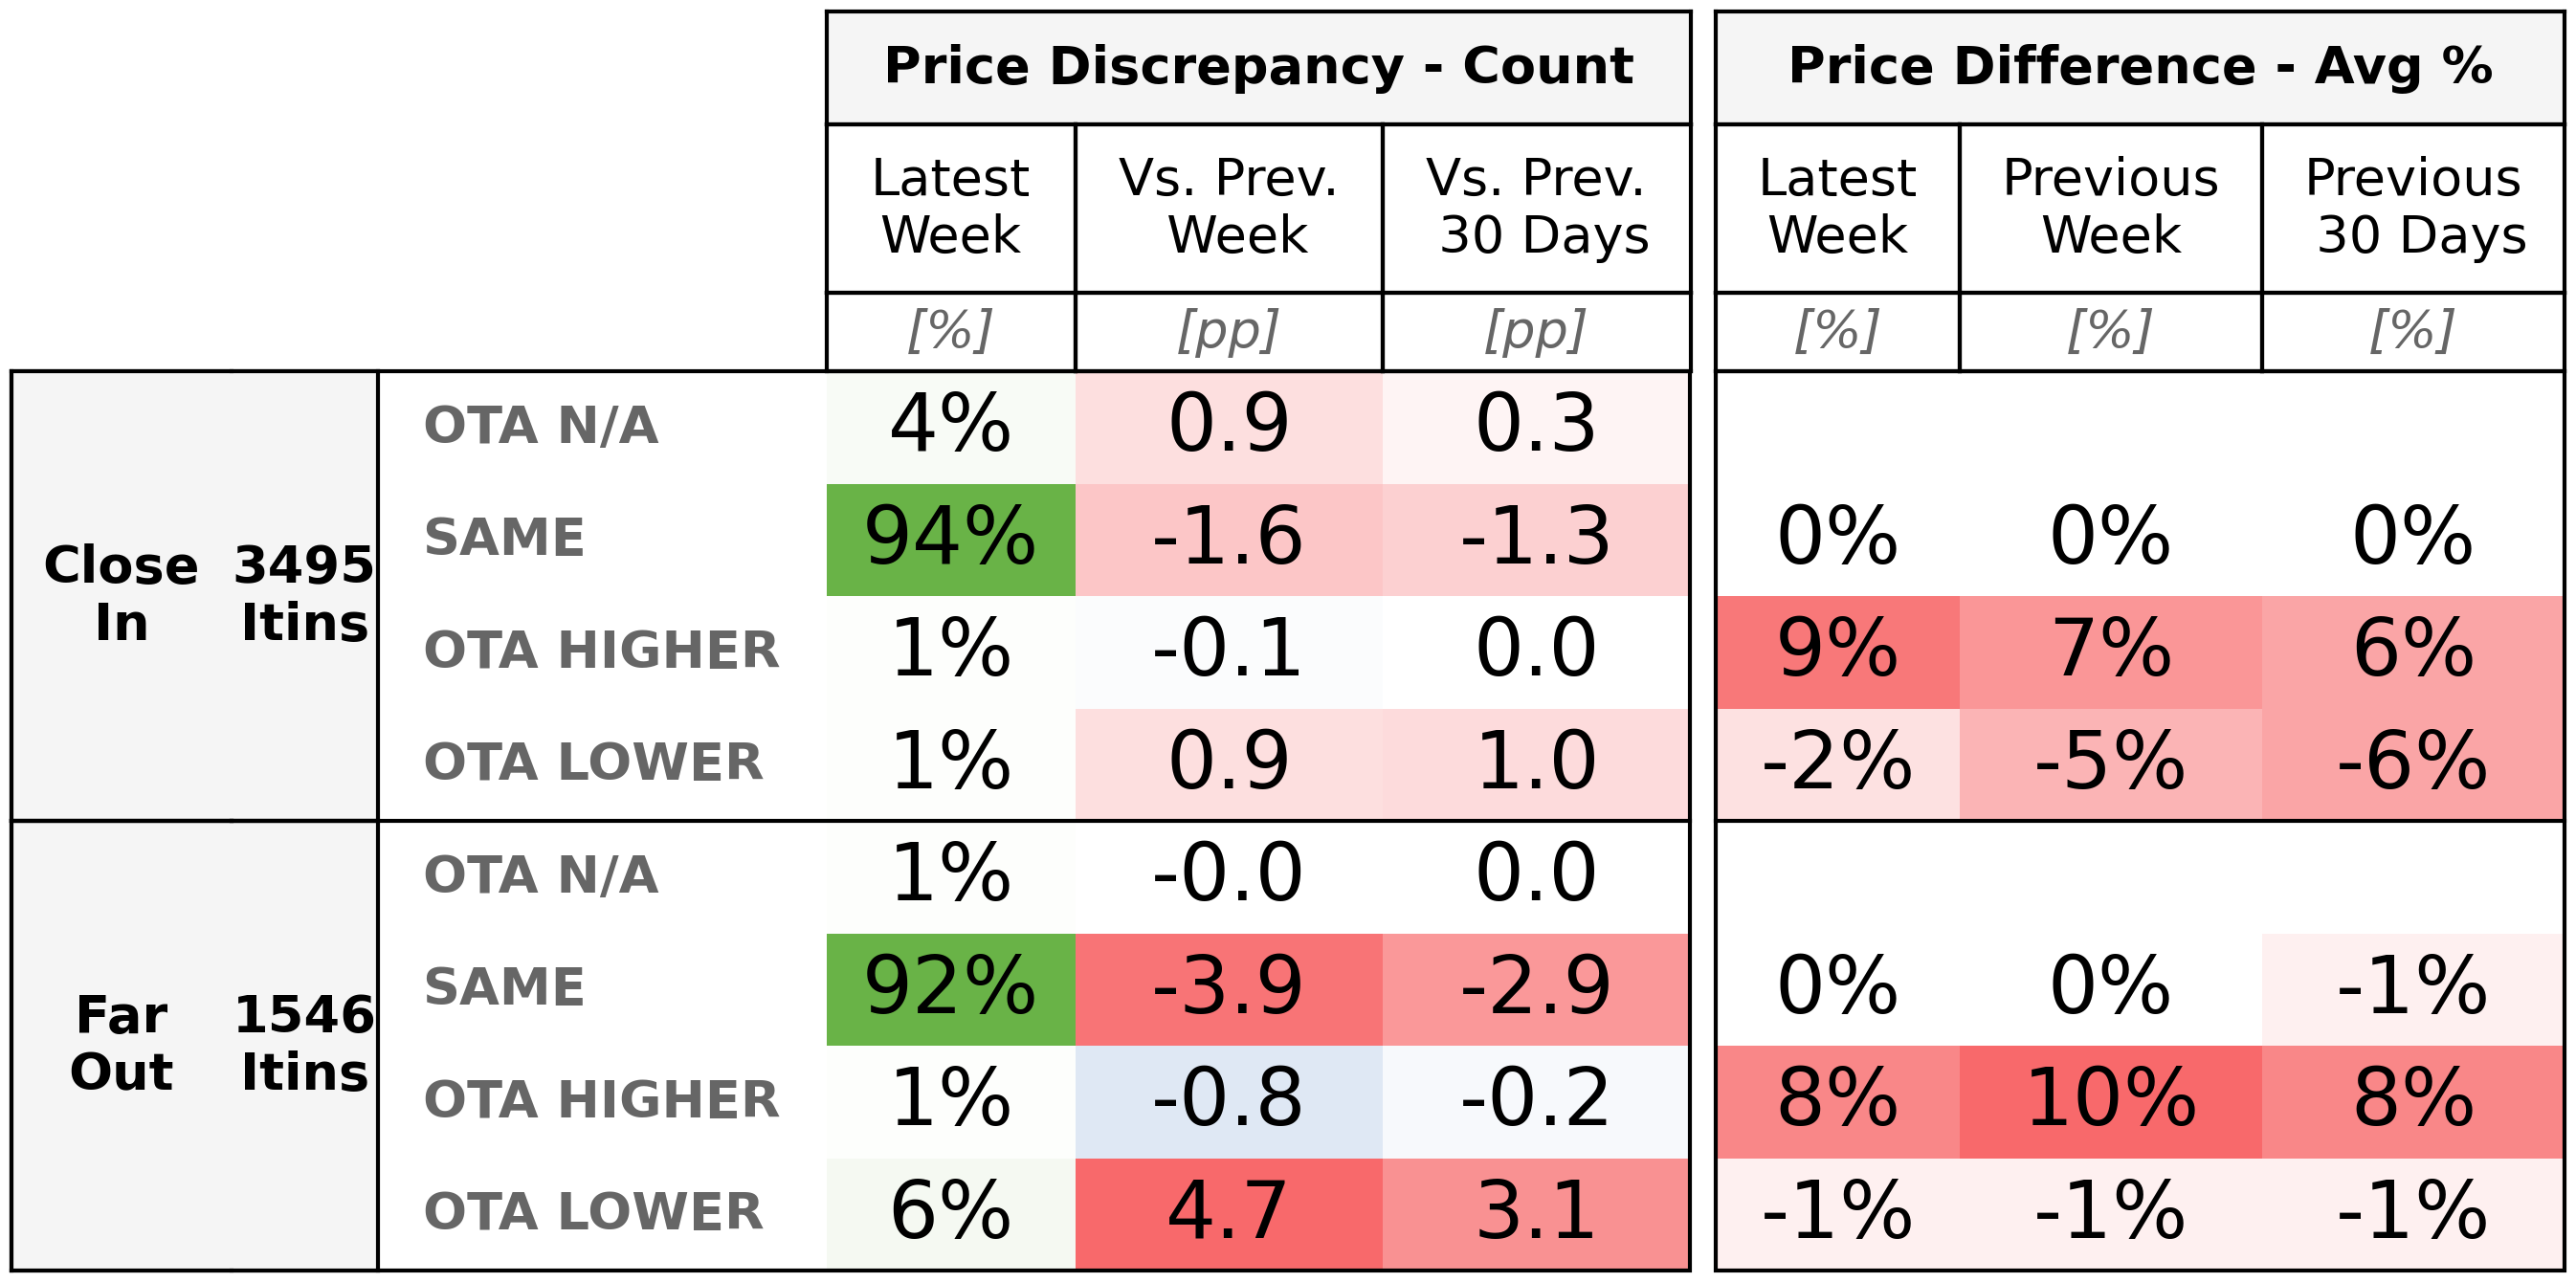 Price Discrepancy - Count Price Difference - Avg %
Latest Week Vs. Prev. Week Vs. Prev. 30 Days Latest Week Previous Week Previous 30 Days
[%] [pp] [pp] [%] [%] [%]
Close In 3495 Itins
OTA N/A 4% 0.9 0.3
SAME 94% -1.6 -1.3 0% 0% 0%
OTA HIGHER 1% -0.1 0.0 9% 7% 6%
OTA LOWER 1% 0.9 1.0 -2% -5% -6%
Far Out 1546 Itins
OTA N/A 1% -0.0 0.0
SAME 92% -3.9 -2.9 0% 0% -1%
OTA HIGHER 1% -0.8 -0.2 8% 10% 8%
OTA LOWER 6% 4.7 3.1 -1% -1% -1%